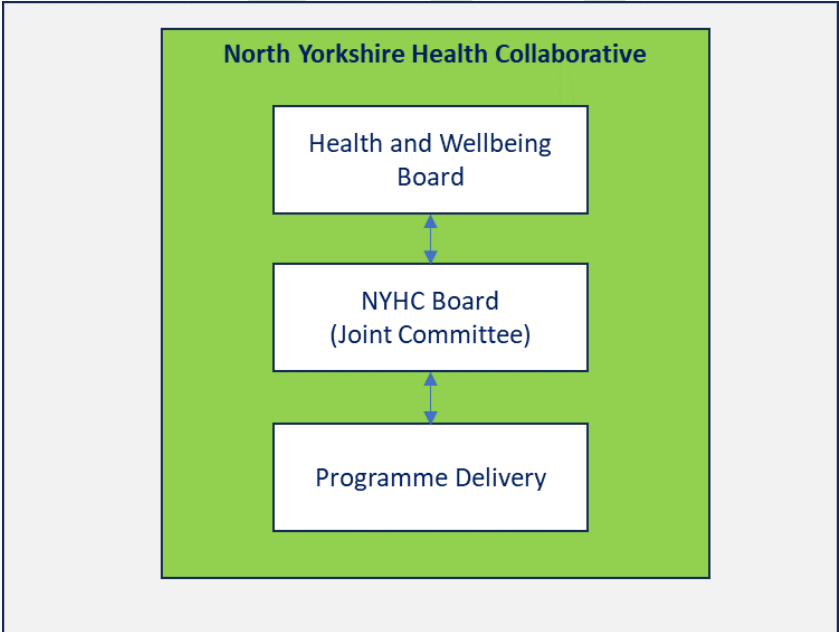 North Yorkshire Health Collaborative
Health and Wellbeing
Board
NYHC Board
(Joint Committee)
Programme Delivery